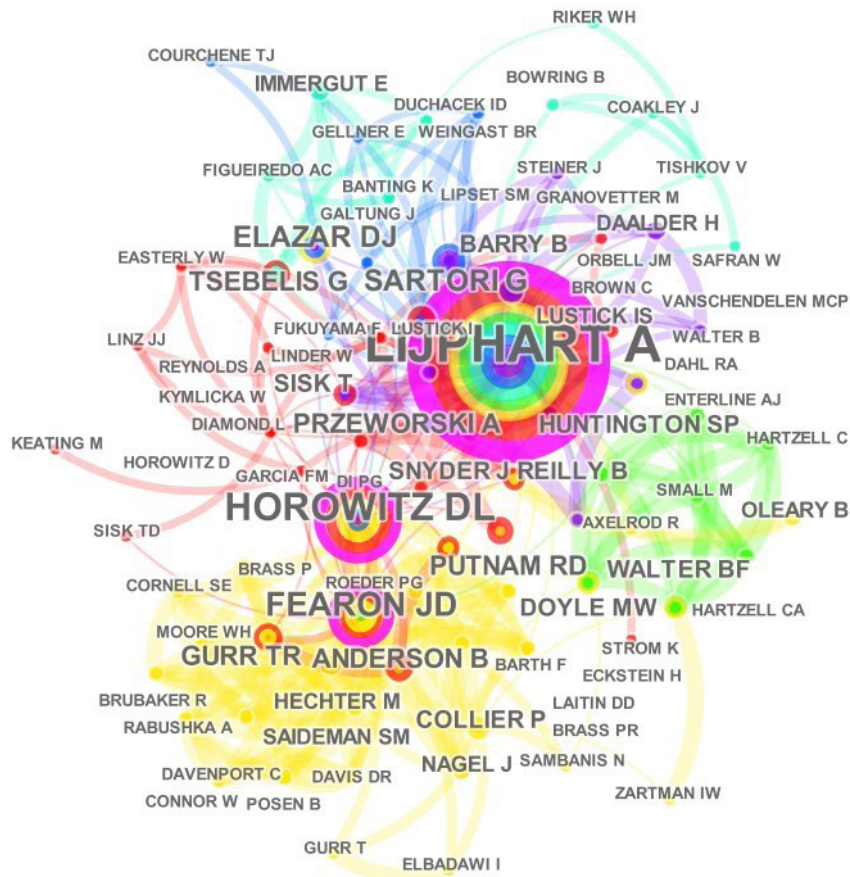 RIKER WH
COURCHENE TJ
IMMERGUT E
BOWRING B
DUCHACEK ID
COAKLEY J
GELLNER E
WEINGAST BR
FIGUEIREDO AC
STEINER J
TISHKOV V
BANTING K
LIPSET SM
GRANOVETTER M
GALTUNG J
DAALDER H
ELAZAR DJ
BARRY B
EASTERLY W
ORBELL JM
SAFRAN W
TSEBELIS G
SARTORI G
BROWN C
VANSCHENDELEN MCP
LUSTICK IS
FUKUYAMA F
LUSTICK I
WALTER B
LINZ JJ
LIJPHART A
LINDER W
REYNOLDS A
DAHL RA
SISK T
KYMLICKA W
ENTERLINE AJ
DIAMOND L
PRZEWORSKI A
HUNTINGTON SP
HARTZELL C
KEATING M
HOROWITZ D
GARCIA FM
SNYDER J
REILLY B
DI PG
SMALL M
HOROWITZ DL
OLEARY B
AXELROD R
SISK TD
BRASS P
PUTNAM RD
WALTER BF
CORNELL SE
ROEDER PG
FEARON JD
DOYLE MW
HARTZELL CA
MOORE WH
GURR TR
ANDERSON B
BARTH F
STROM K
ECKSTEIN H
BRUBAKER R
HECHTER M
LAITIN DD
RABUSHKA A
COLLIER P
BRASS PR
SAIDEMAN SM
NAGEL J
SAMBANIS N
DAVENPORT C
DAVIS DR
ZARTMAN IW
CONNOR W
POSEN B
GURR T
ELBADAWI I